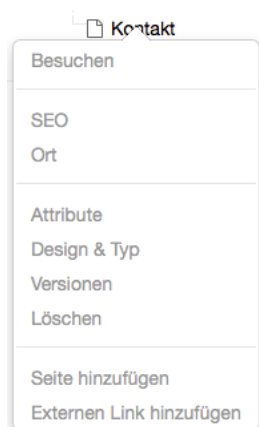 Kontakt
Besuchen
SEO
Ort
Attribute
Design & Typ
Versionen
Löschen
Seite hinzufügen
Externen Link hinzufügen